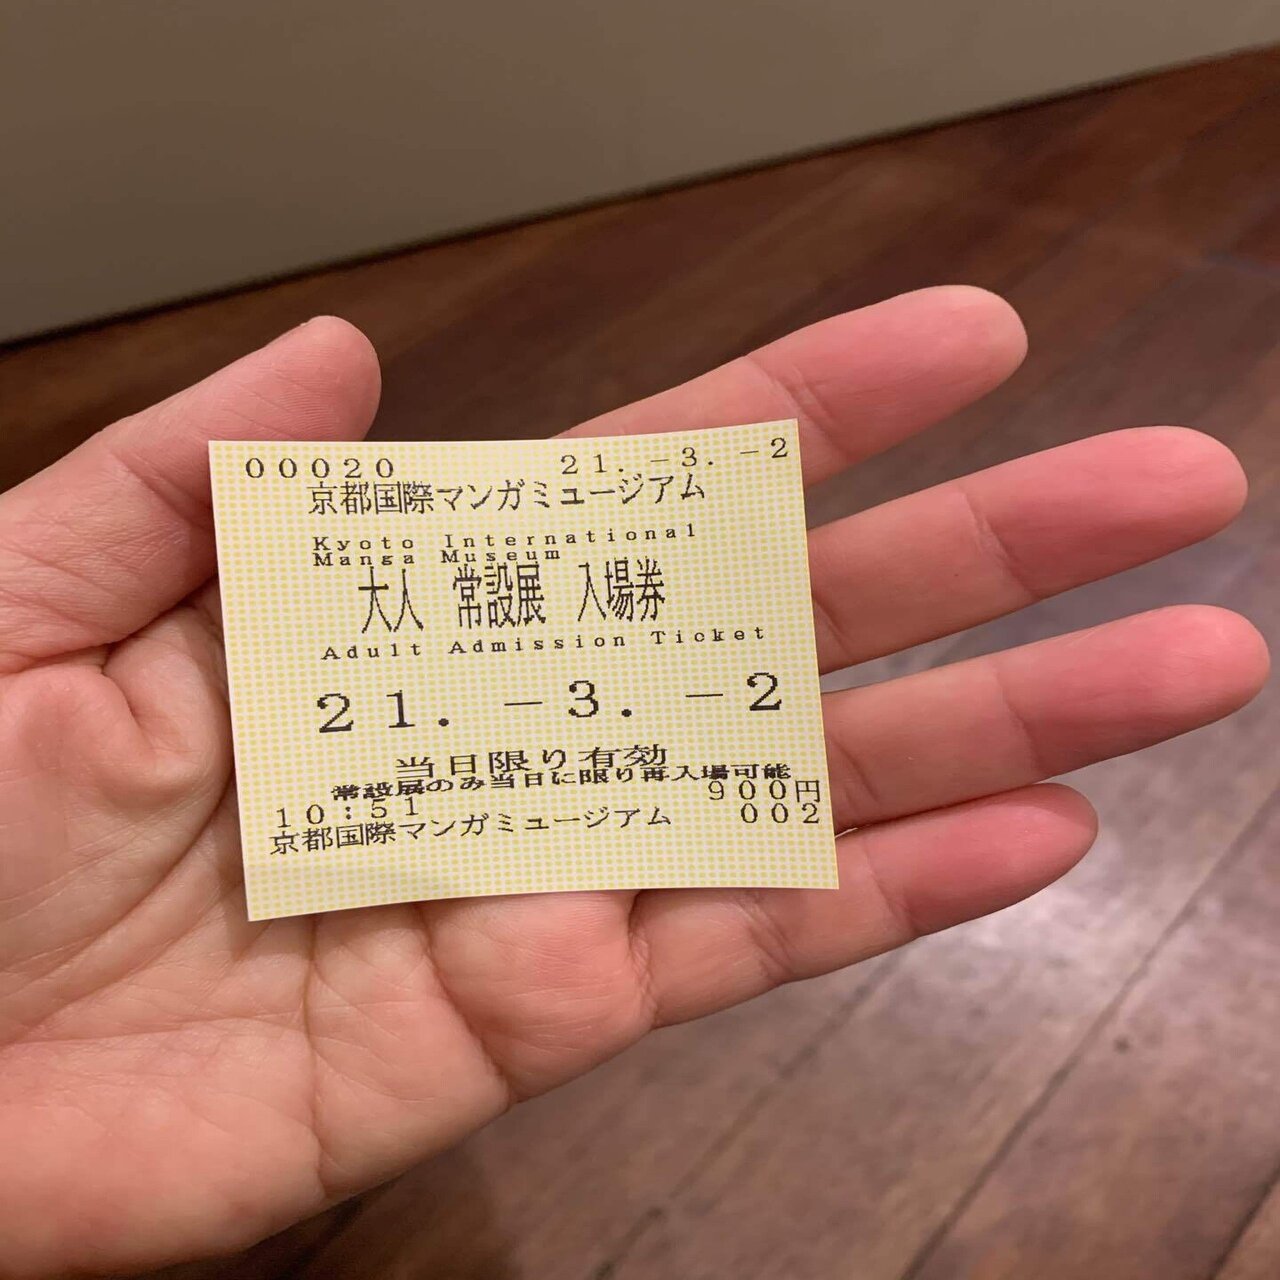 00020 21.-3.-2
京都国際マンガミュージアム
Kyoto International
Manga Museum
大人 常設展 入場券
Adult Admission Ticket
21.-3.-2
当日限り有効
常設展のみ当日に限り再入場可能
10:51 900円
京都国際マンガミュージアム 002